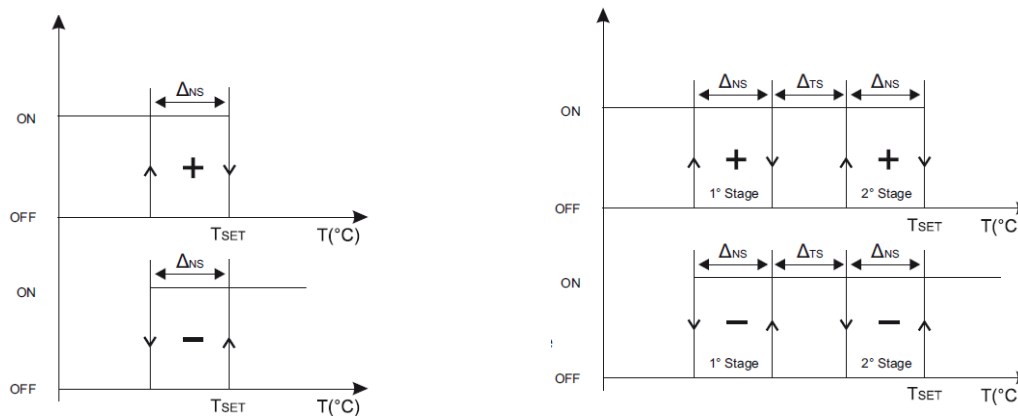 ΔNS
ON
+
OFF
TSET T(°C)
ΔNS
ON
−
OFF
TSET T(°C)
ΔNS ΔTS ΔNS
ON
+ +
1° Stage 2° Stage
OFF
TSET T(°C)
ΔNS ΔTS ΔNS
ON
− −
1° Stage 2° Stage
OFF
TSET T(°C)